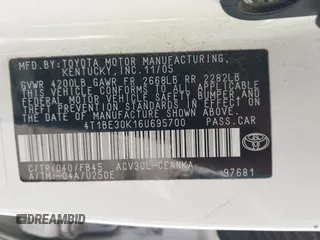 MFD.BY:TOYOTA MOTOR MANUFACTURING,
KENTUCKY,INC.11/05
GVWR 4200LB GAWR FR 2668LB RR 2282LB
THIS VEHICLE CONFORMS TO ALL APPLICABLE
FEDERAL MOTOR VEHICLE SAFETY, BUMPER, AND
THEFT PREVENTION STANDARDS IN EFFECT ON
THE DATE OF MANUFACTURE SHOWN ABOVE.
4T1BE30K16U695700 PASS.CAR
C/TR:040/FB45 ACV30L-CEANKA
A/TM:-04A/U250E 97681
TOYOTA
DREAMBID